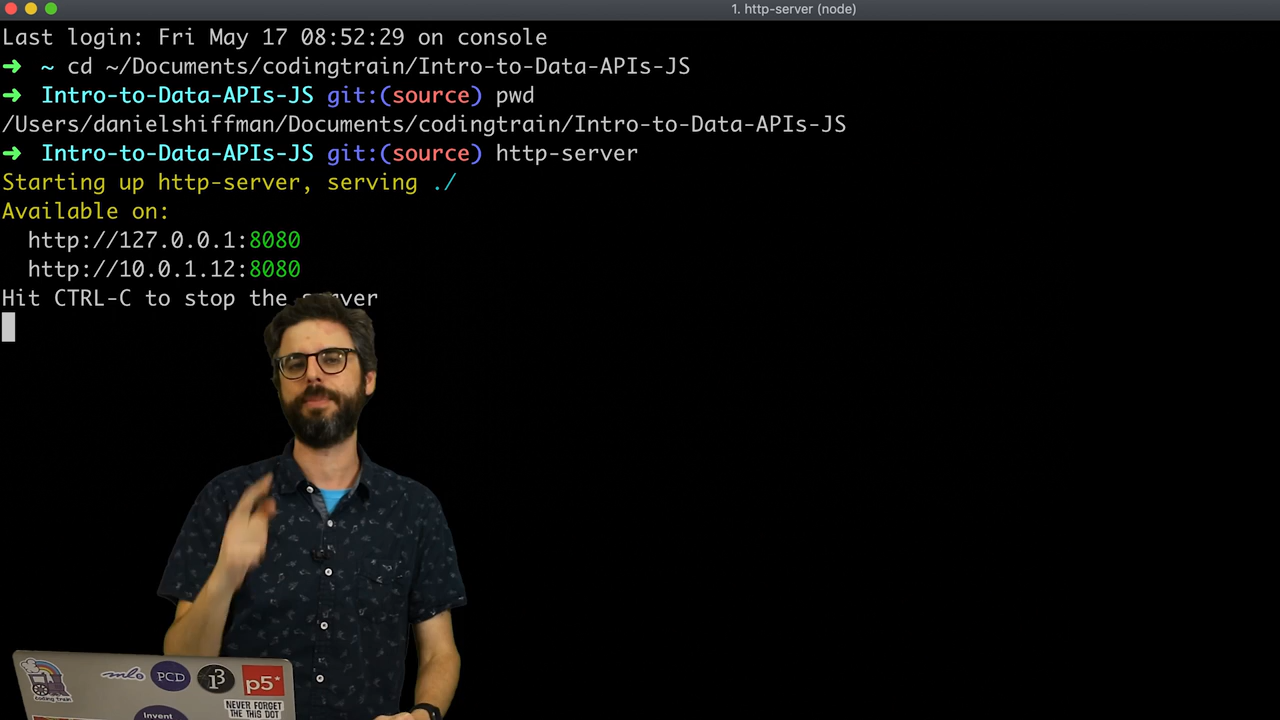 1. http-server (node)
Last login: Fri May 17 08:52:29 on console
➜ ~ cd ~/Documents/codingtrain/Intro-to-Data-APIs-JS
➜ Intro-to-Data-APIs-JS git:(source) pwd
/Users/danielshiffman/Documents/codingtrain/Intro-to-Data-APIs-JS
➜ Intro-to-Data-APIs-JS git:(source) http-server
Starting up http-server, serving ./
Available on:
http://127.0.0.1:8080
http://10.0.1.12:8080
Hit CTRL-C to stop the server
coding train
PCD
p5*
NEVER FORGET
THE THIS DOT
Invent